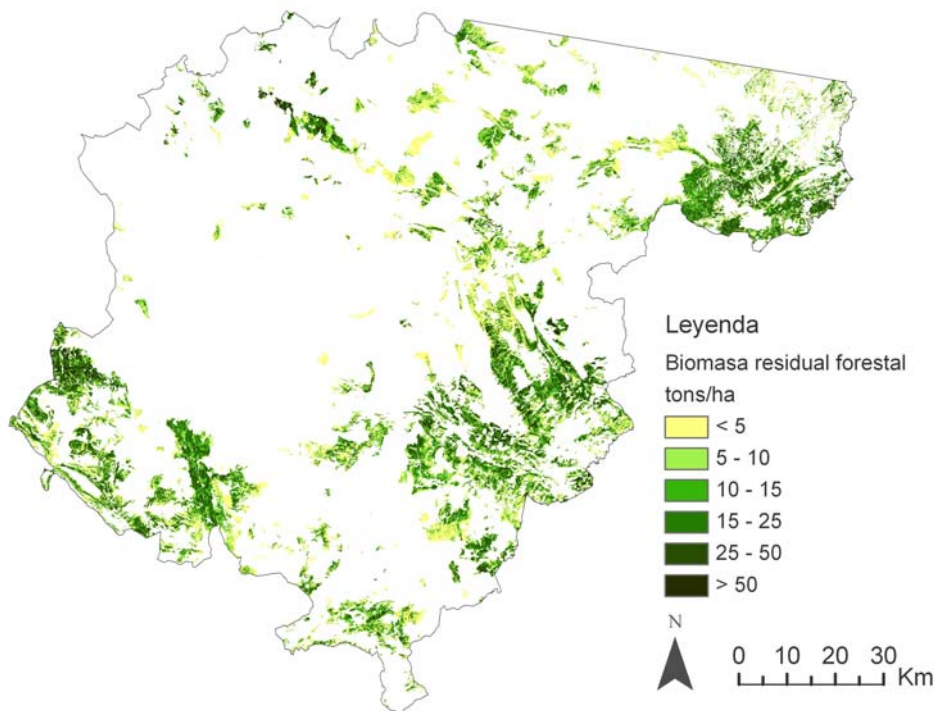 Leyenda
Biomasa residual forestal
tons/ha
< 5
5 - 10
10 - 15
15 - 25
25 - 50
> 50
N
0 10 20 30
Km